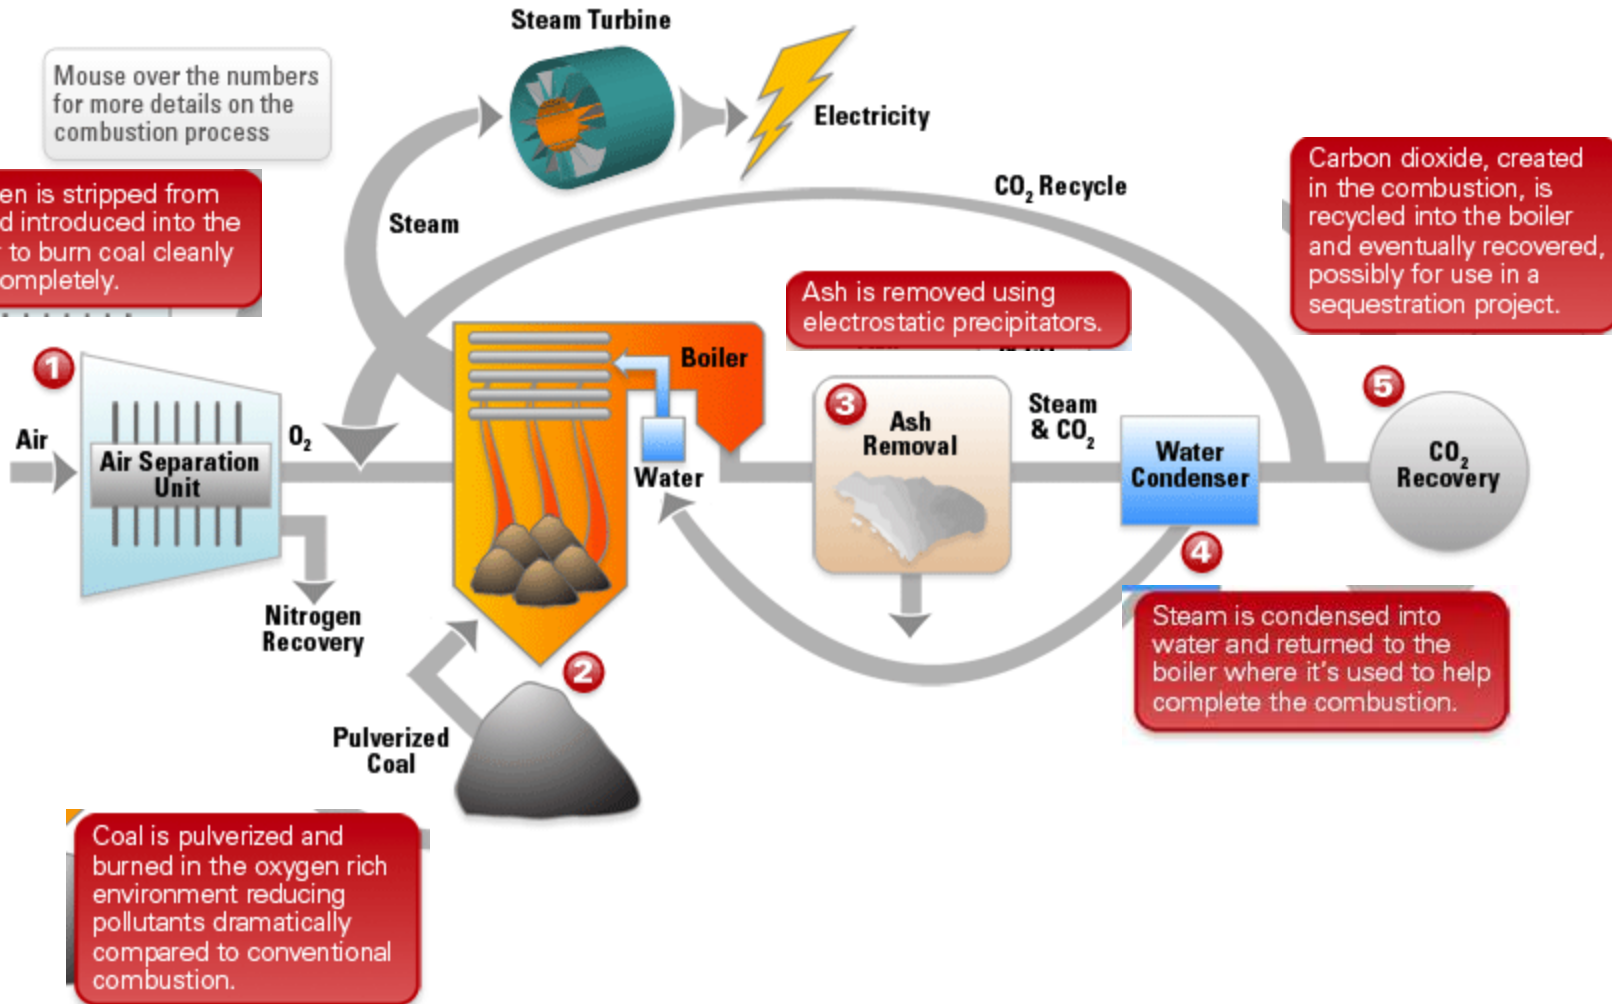 Steam Turbine
Mouse over the numbers
for more details on the
combustion process
Electricity
CO₂ Recycle
Carbon dioxide, created
in the combustion, is
recycled into the boiler
and eventually recovered,
possibly for use in a
sequestration project.
is stripped from
introduced into the
to burn coal cleanly
Steam
Ash is removed using
electrostatic precipitators.
1
Boiler
3
Ash
Removal
Steam
& CO₂
5
Air
O₂
Air Separation
Unit
Water
Water
Condenser
CO₂
Recovery
4
Nitrogen
Recovery
2
Steam is condensed into
water and returned to the
boiler where it's used to help
complete the combustion.
Pulverized
Coal
Coal is pulverized and
burned in the oxygen rich
environment reducing
pollutants dramatically
compared to conventional
combustion.